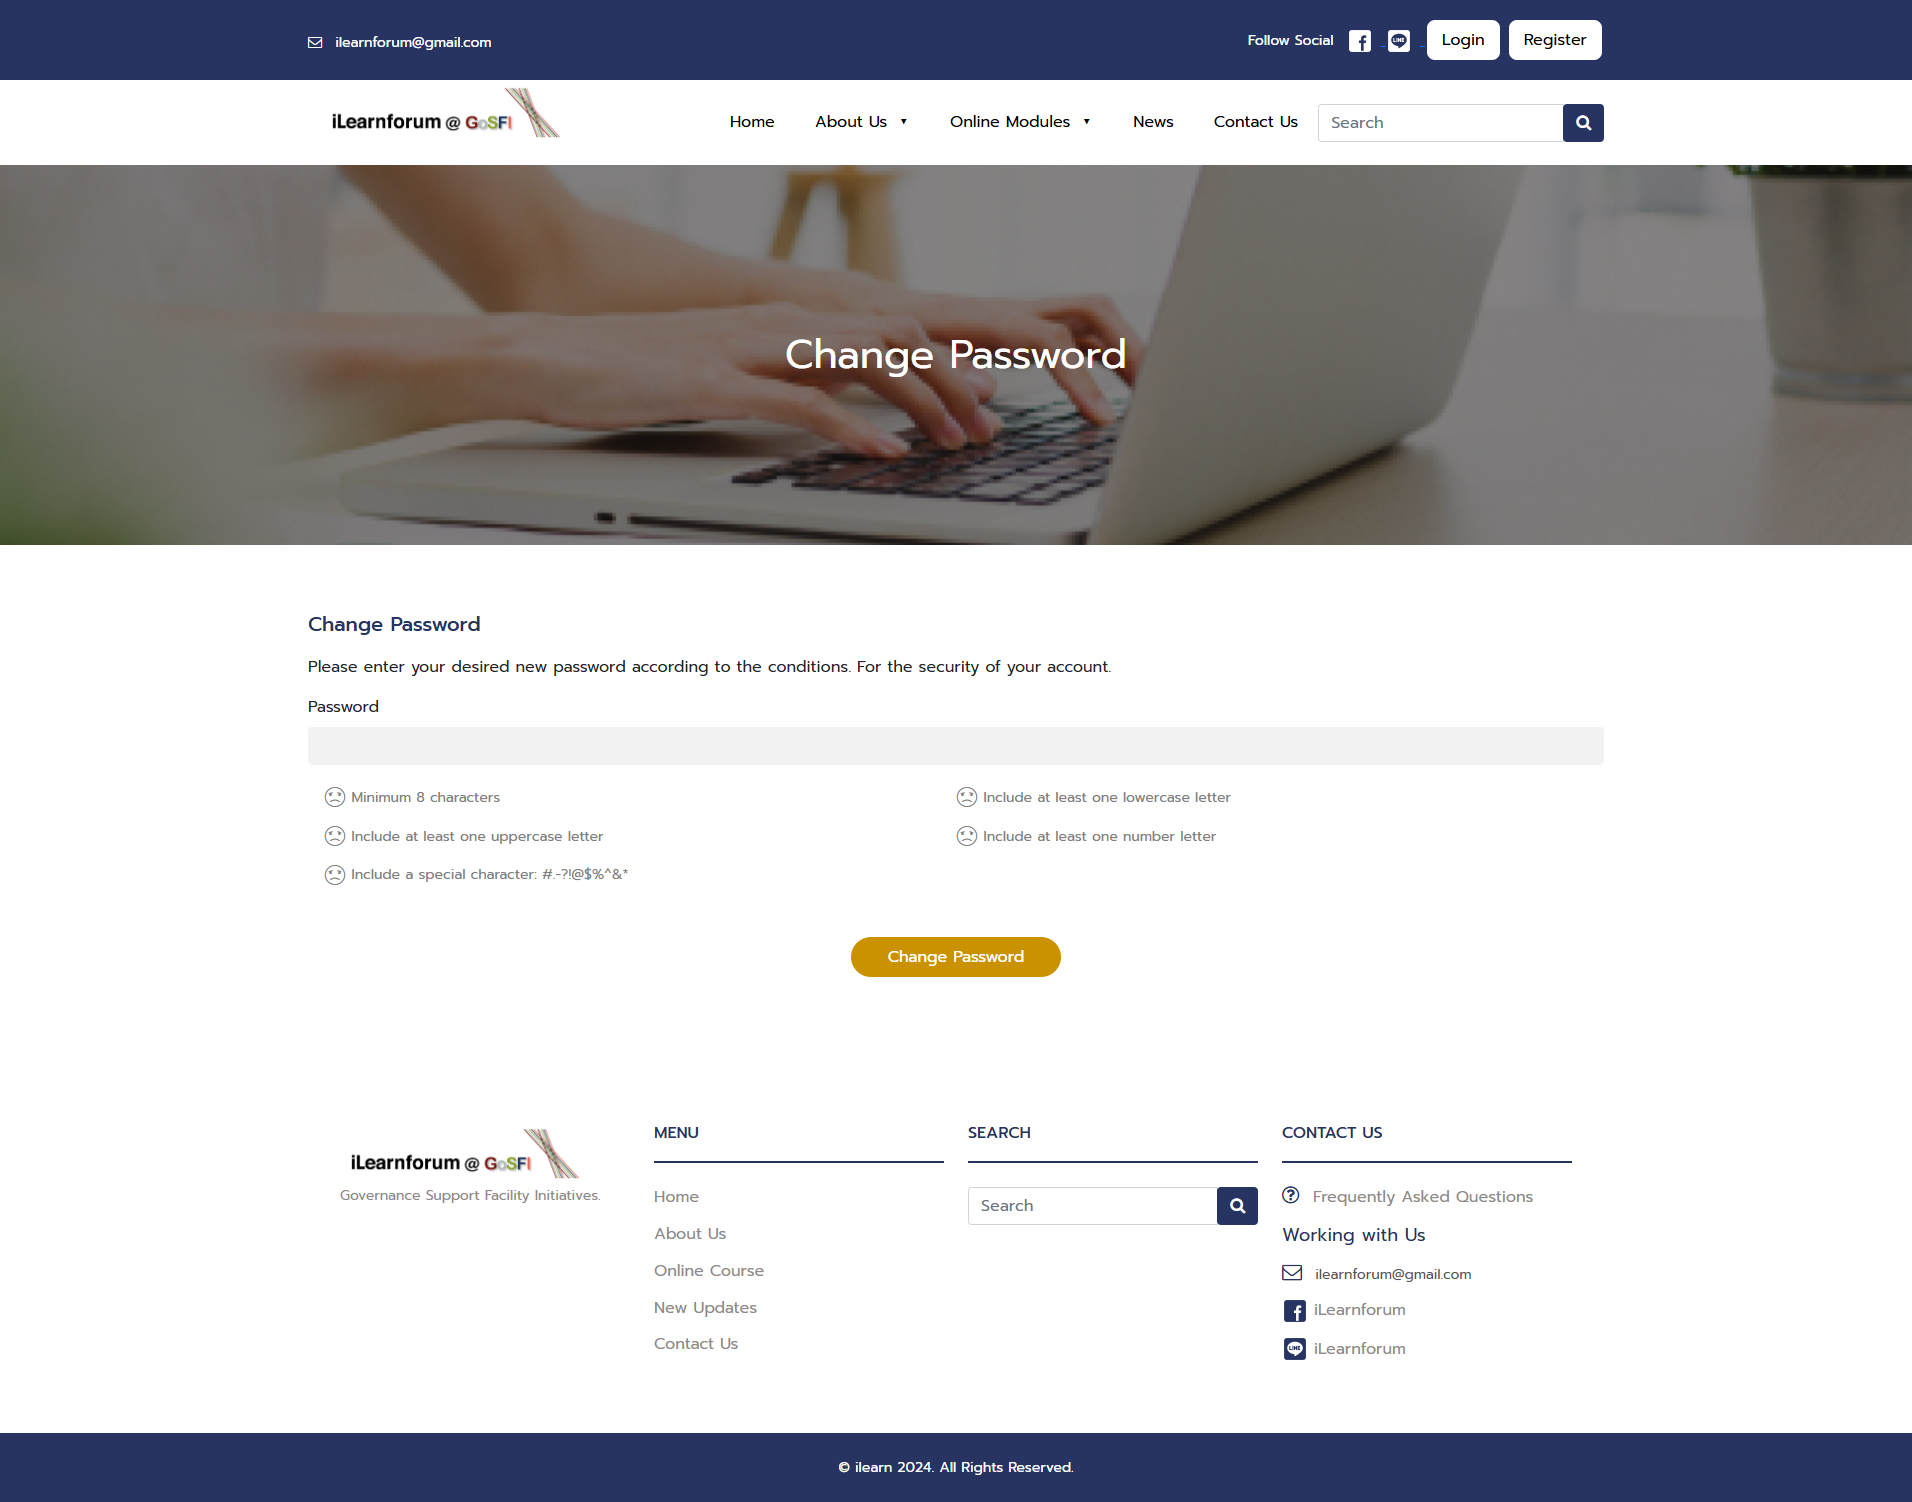 ilearnforum@gmail.com
Follow Social
Login
Register
iLearnforum @ GoSFI
Home
About Us
Online Modules
News
Contact Us
Search
Change Password
Change Password
Please enter your desired new password according to the conditions. For the security of your account.
Password
Minimum 8 characters
Include at least one lowercase letter
Include at least one uppercase letter
Include at least one number letter
Include a special character: #.-?!@$%^&*
Change Password
iLearnforum @ GoSFI
Governance Support Facility Initiatives.
MENU
Home
About Us
Online Course
New Updates
Contact Us
SEARCH
Search
CONTACT US
Frequently Asked Questions
Working with Us
ilearnforum@gmail.com
iLearnforum
LINE
iLearnforum
© ilearn 2024. All Rights Reserved.